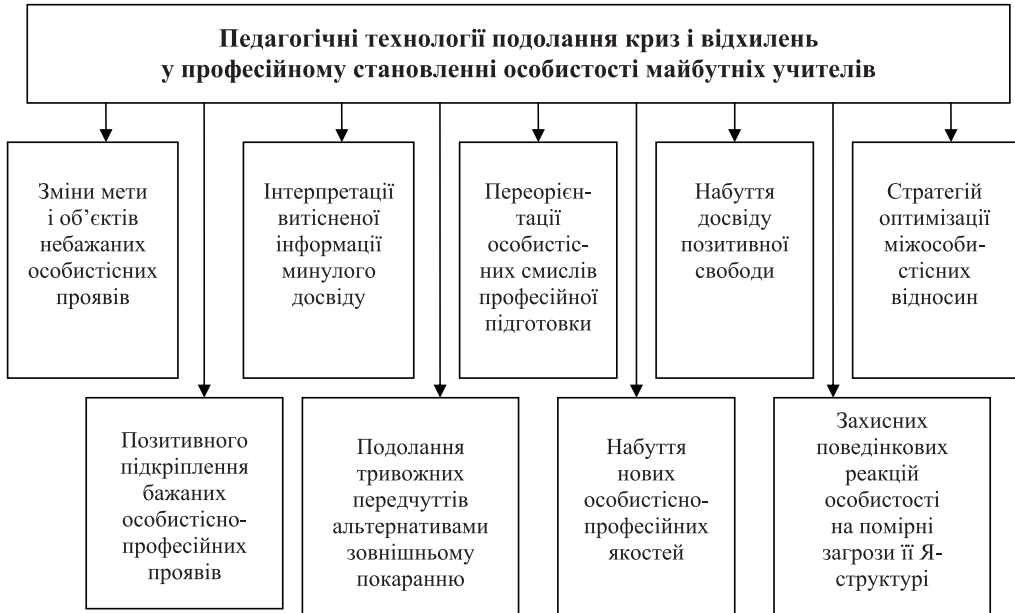 Педагогічні технології подолання криз і відхилень
у професійному становленні особистості майбутніх учителів
Зміни мети
і об’єктів
небажаних
особистісних
проявів
Інтерпретації
витісненої
інформації
минулого
досвіду
Переорієн-
тації
особистіс-
них смислів
професійної
підготовки
Набуття
досвіду
позитивної
свободи
Стратегій
оптимізації
міжособи-
стісних
відносин
Позитивного
підкріплення
бажаних
особистісно-
професійних
проявів
Подолання
тривожних
передчуттів
альтернативами
зовнішньому
покаранню
Набуття
нових
особистісно-
професійних
якостей
Захисних
поведінкових
реакцій
особистості
на помірні
загрози її Я-
структурі